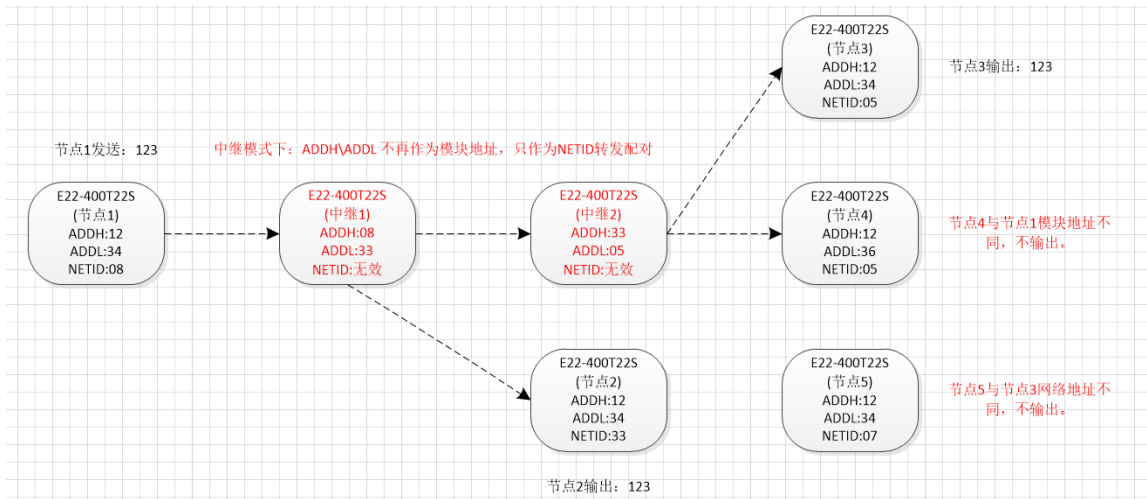 E22-400T22S
(节点3)
ADDH:12
ADDL:34
NETID:05
节点3输出：123
节点1发送：123
中继模式下：ADDH\ADDL 不再作为模块地址，只作为NETID转发配对
E22-400T22S
(节点1)
ADDH:12
ADDL:34
NETID:08
E22-400T22S
(中继1)
ADDH:08
ADDL:33
NETID:无效
E22-400T22S
(中继2)
ADDH:33
ADDL:05
NETID:无效
E22-400T22S
(节点4)
ADDH:12
ADDL:36
NETID:05
节点4与节点1模块地址不
同，不输出。
E22-400T22S
(节点2)
ADDH:12
ADDL:34
NETID:33
E22-400T22S
(节点5)
ADDH:12
ADDL:34
NETID:07
节点5与节点3网络地址不
同，不输出。
节点2输出：123